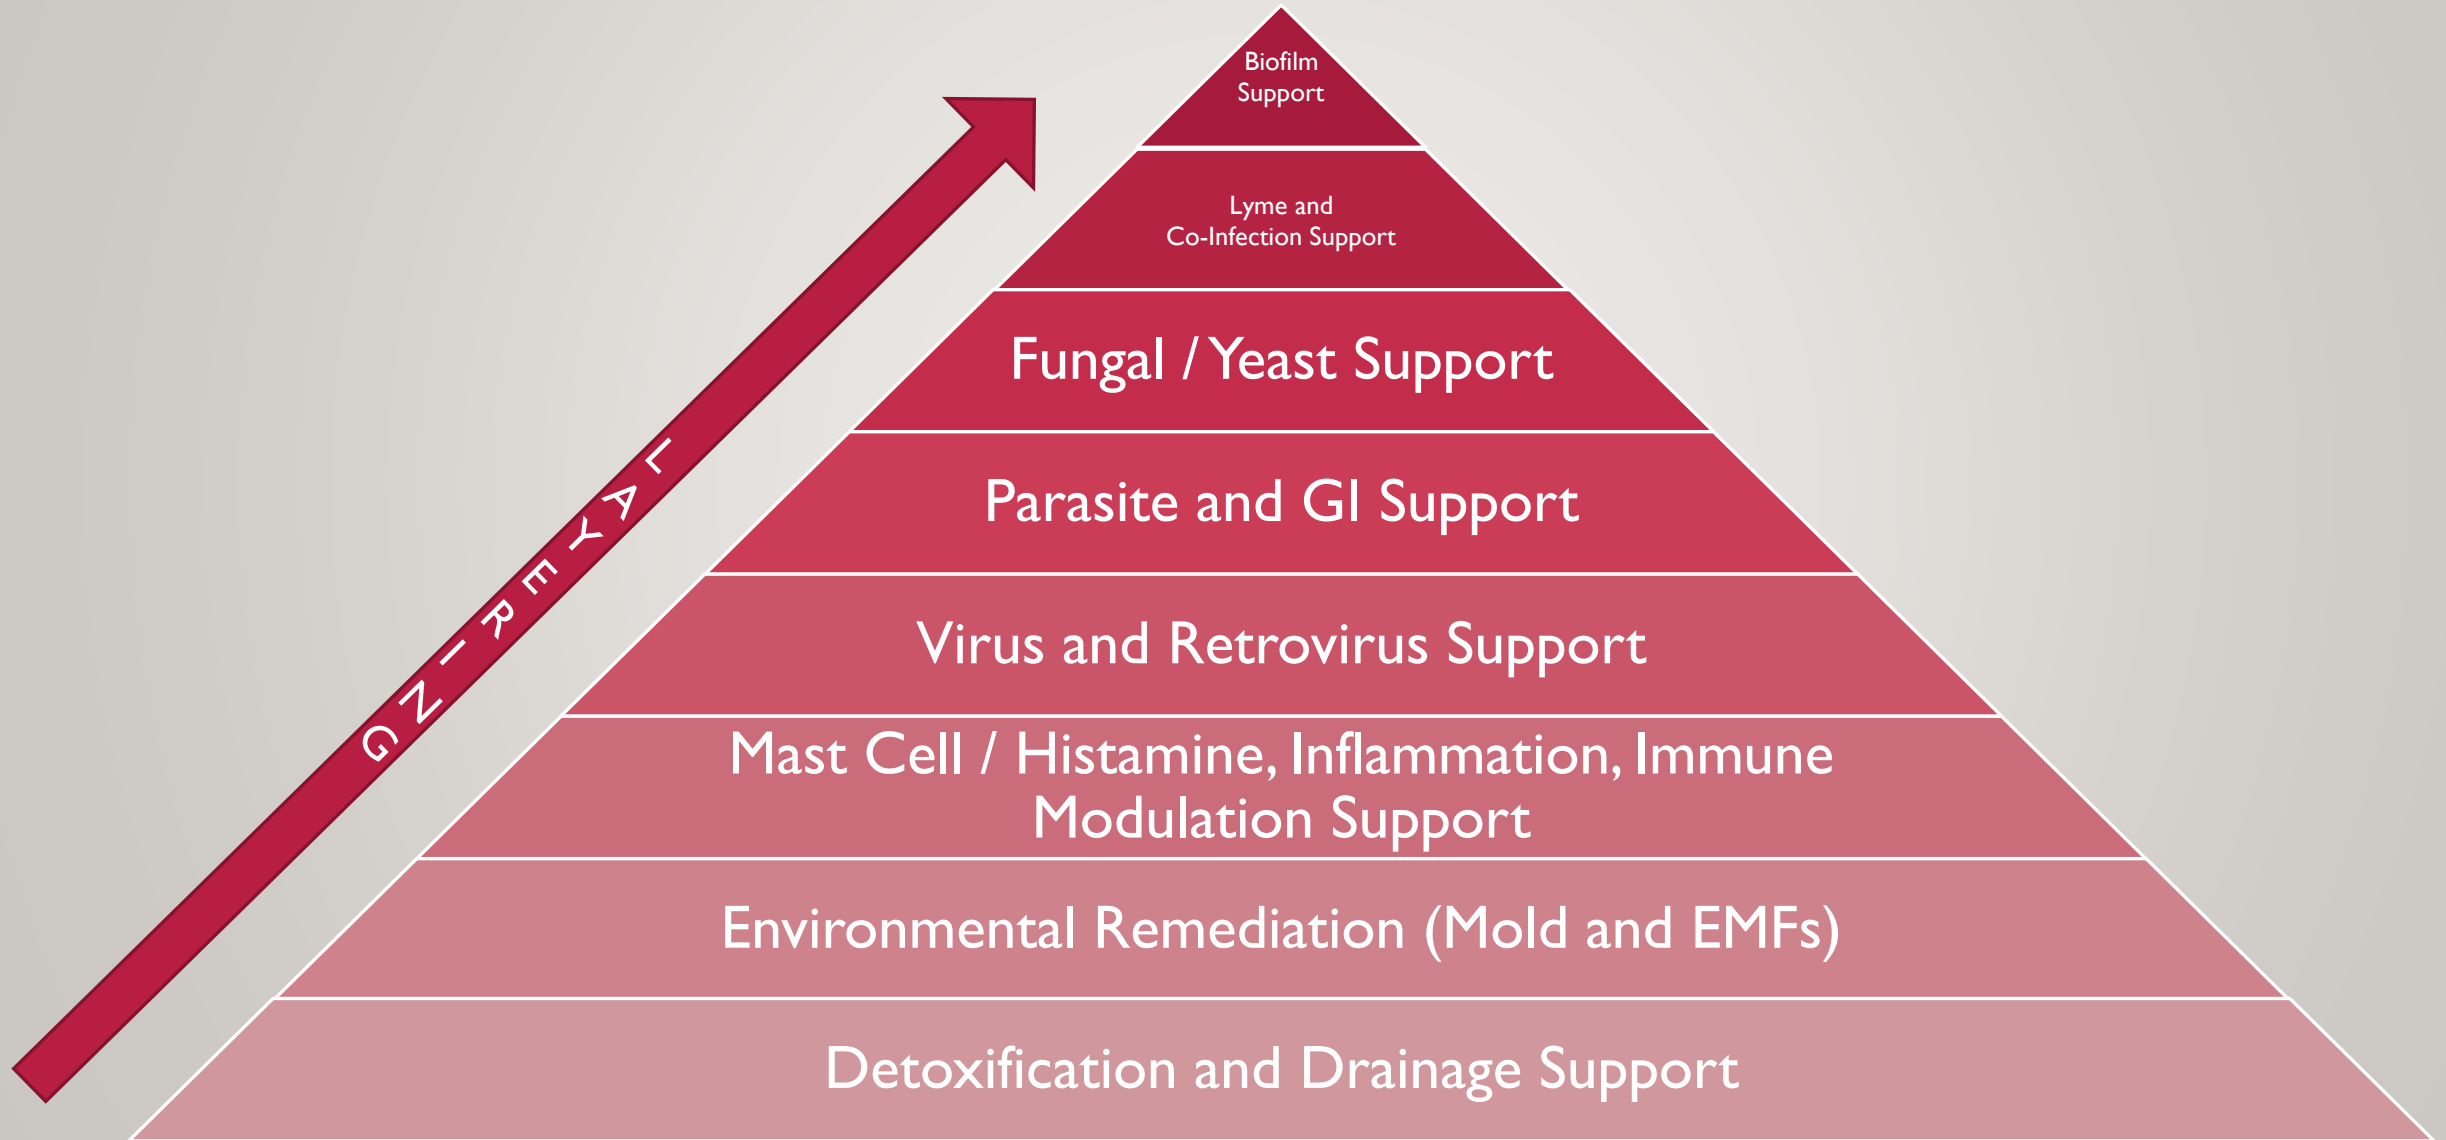 Biofilm
Support
Lyme and
Co-Infection Support
Fungal / Yeast Support
Parasite and GI Support
Virus and Retrovirus Support
Mast Cell / Histamine, Inflammation, Immune
Modulation Support
Environmental Remediation (Mold and EMFs)
Detoxification and Drainage Support
LAYERING